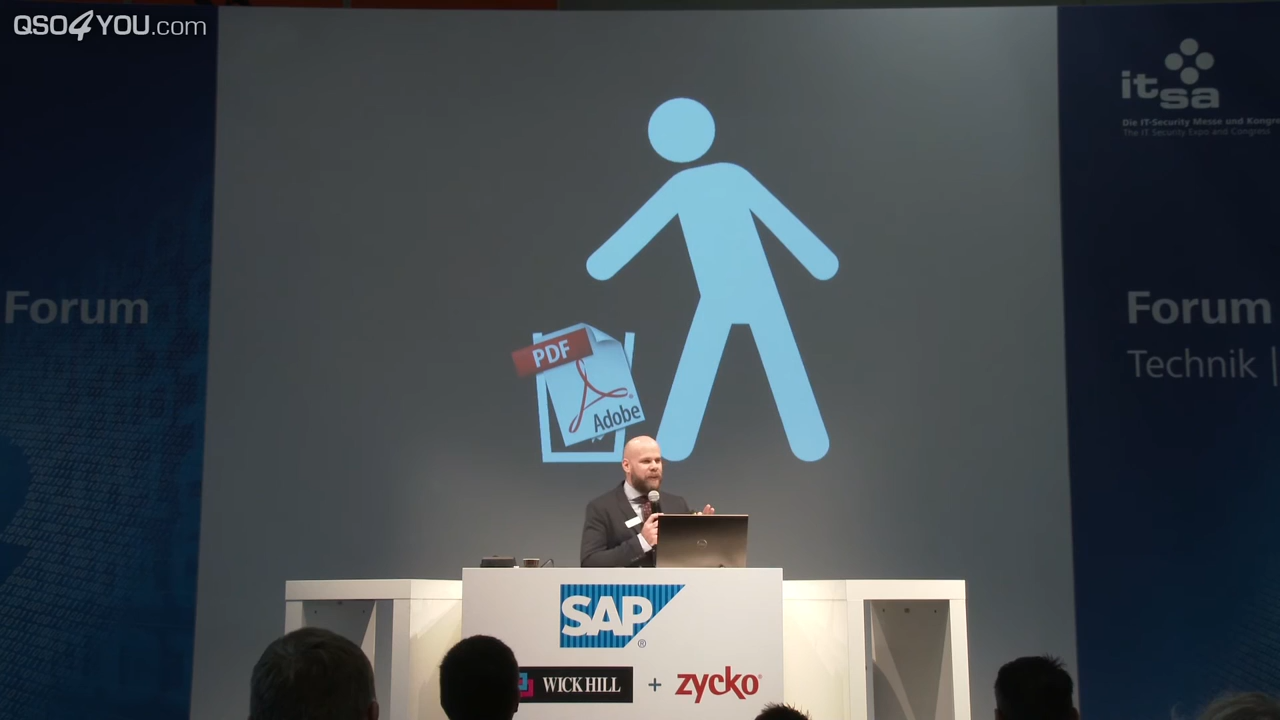 QSO4YOU.com
itsa
Die IT-Security Messe und Kongre
The IT Security Expo and Congress
Forum
Forum
Technik |
PDF
Adobe
SAP®
WICK HILL + zycko®